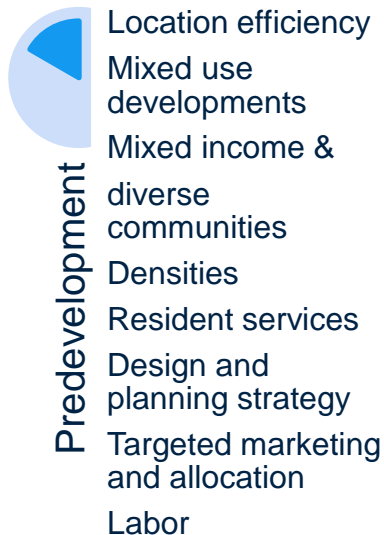 Predevelopment
Location efficiency
Mixed use
developments
Mixed income &
diverse
communities
Densities
Resident services
Design and
planning strategy
Targeted marketing
and allocation
Labor